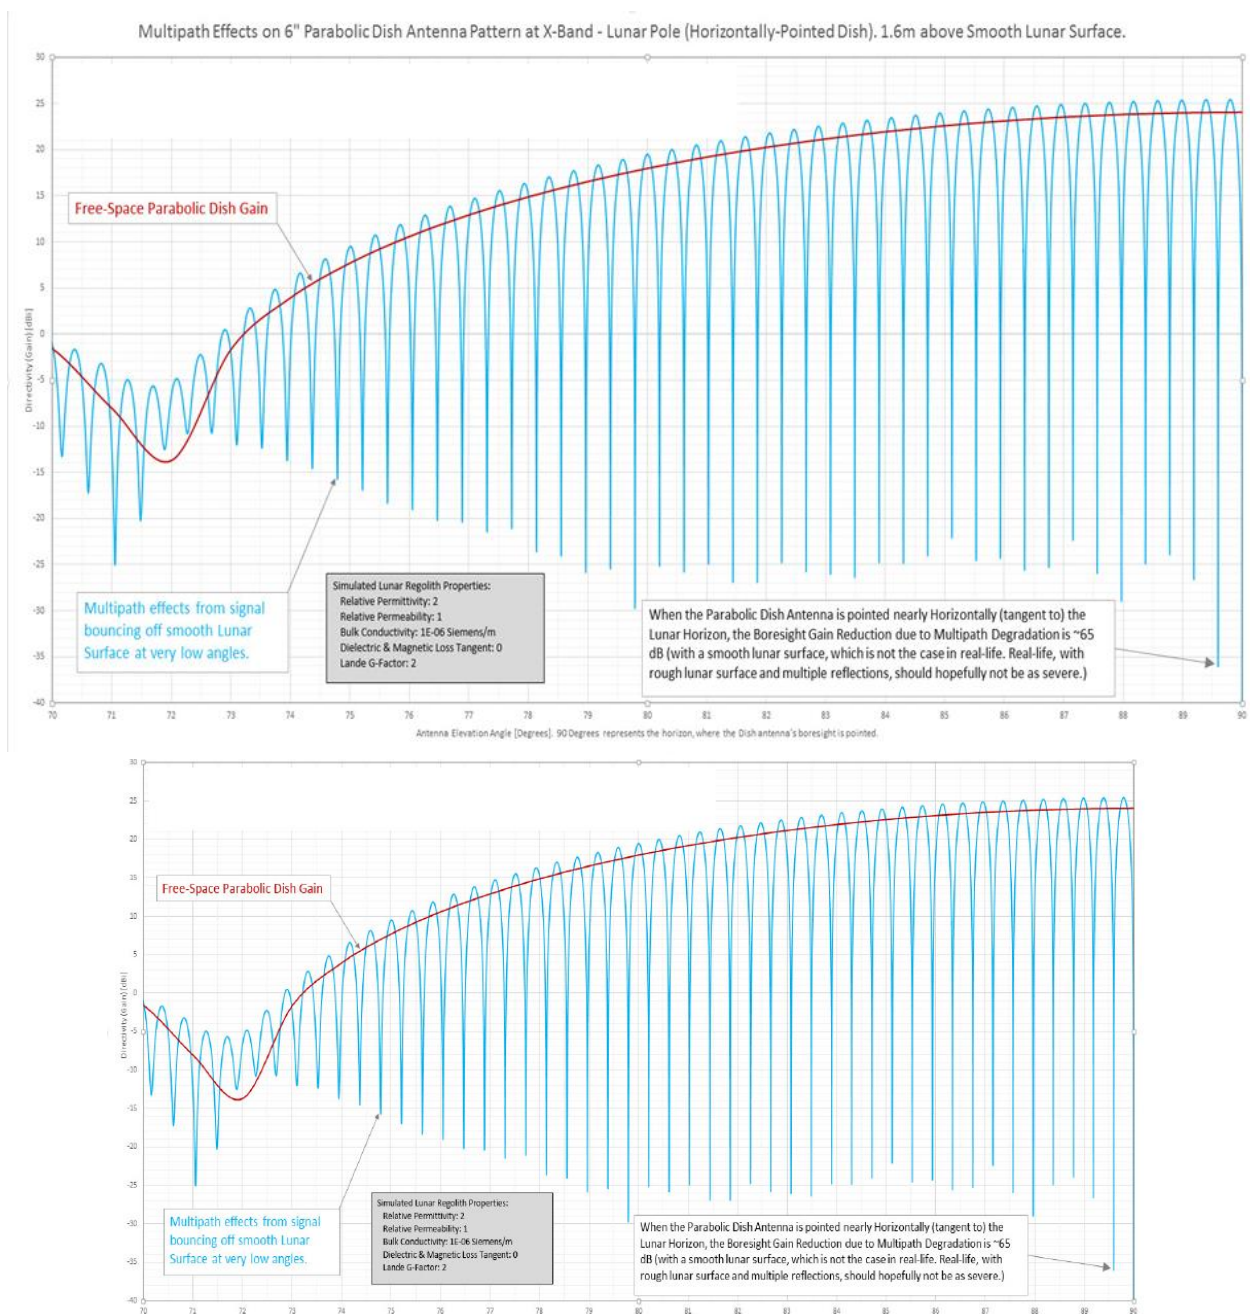 Multipath Effects on 6" Parabolic Dish Antenna Pattern at X-Band - Lunar Pole (Horizontally-Pointed Dish). 1.6m above Smooth Lunar Surface.
30
25
20
15
10
5
0
-5
-10
-15
-20
-25
-30
-35
-40
Directivity (Gain) [dBi]
Free-Space Parabolic Dish Gain
Multipath effects from signal
bouncing off smooth Lunar
Surface at very low angles.
Simulated Lunar Regolith Properties:
Relative Permittivity: 2
Relative Permeability: 1
Bulk Conductivity: 1E-06 Siemens/m
Dielectric & Magnetic Loss Tangent: 0
Lande G-Factor: 2
When the Parabolic Dish Antenna is pointed nearly Horizontally (tangent to) the
Lunar Horizon, the Boresight Gain Reduction due to Multipath Degradation is ~65
dB (with a smooth lunar surface, which is not the case in real-life. Real-life, with
rough lunar surface and multiple reflections, should hopefully not be as severe.)
70 71 72 73 74 75 76 77 78 79 80 81 82 83 84 85 86 87 88 89 90
Antenna Elevation Angle [Degrees]. 90 Degrees represents the horizon, where the Dish antenna's boresight is pointed.
30
25
20
15
10
5
0
-5
-10
-15
-20
-25
-30
-35
-40
Directivity (Gain) [dBi]
Free-Space Parabolic Dish Gain
Multipath effects from signal
bouncing off smooth Lunar
Surface at very low angles.
Simulated Lunar Regolith Properties:
Relative Permittivity: 2
Relative Permeability: 1
Bulk Conductivity: 1E-06 Siemens/m
Dielectric & Magnetic Loss Tangent: 0
Lande G-Factor: 2
When the Parabolic Dish Antenna is pointed nearly Horizontally (tangent to) the
Lunar Horizon, the Boresight Gain Reduction due to Multipath Degradation is ~65
dB (with a smooth lunar surface, which is not the case in real-life. Real-life, with
rough lunar surface and multiple reflections, should hopefully not be as severe.)
70 71 72 73 74 75 76 77 78 79 80 81 82 83 84 85 86 87 88 89 90